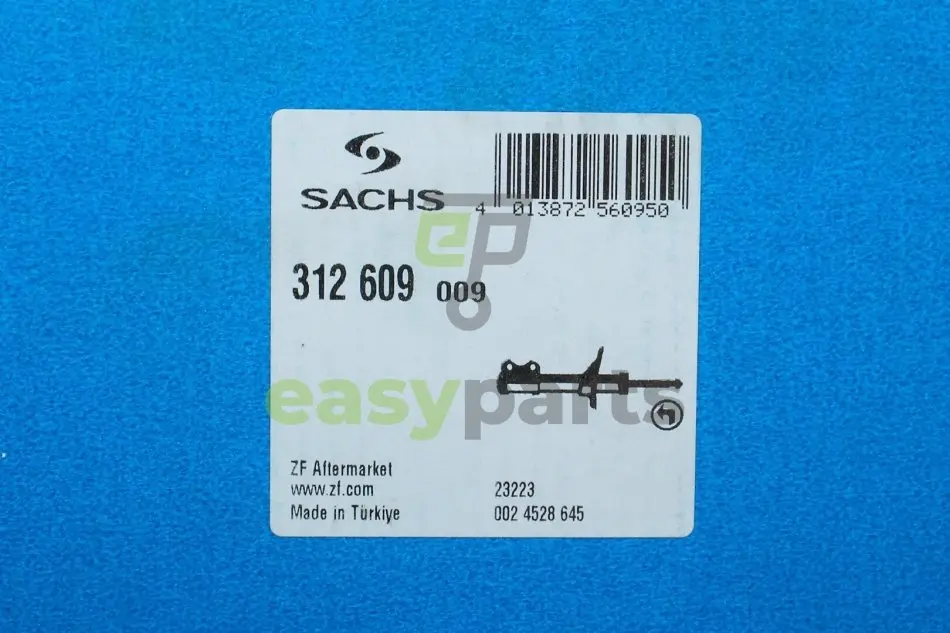 SACHS
4 013872 560950
ep
312 609 009
easyparts
ZF Aftermarket
www.zf.com
23223
Made in Türkiye
002 4528 645